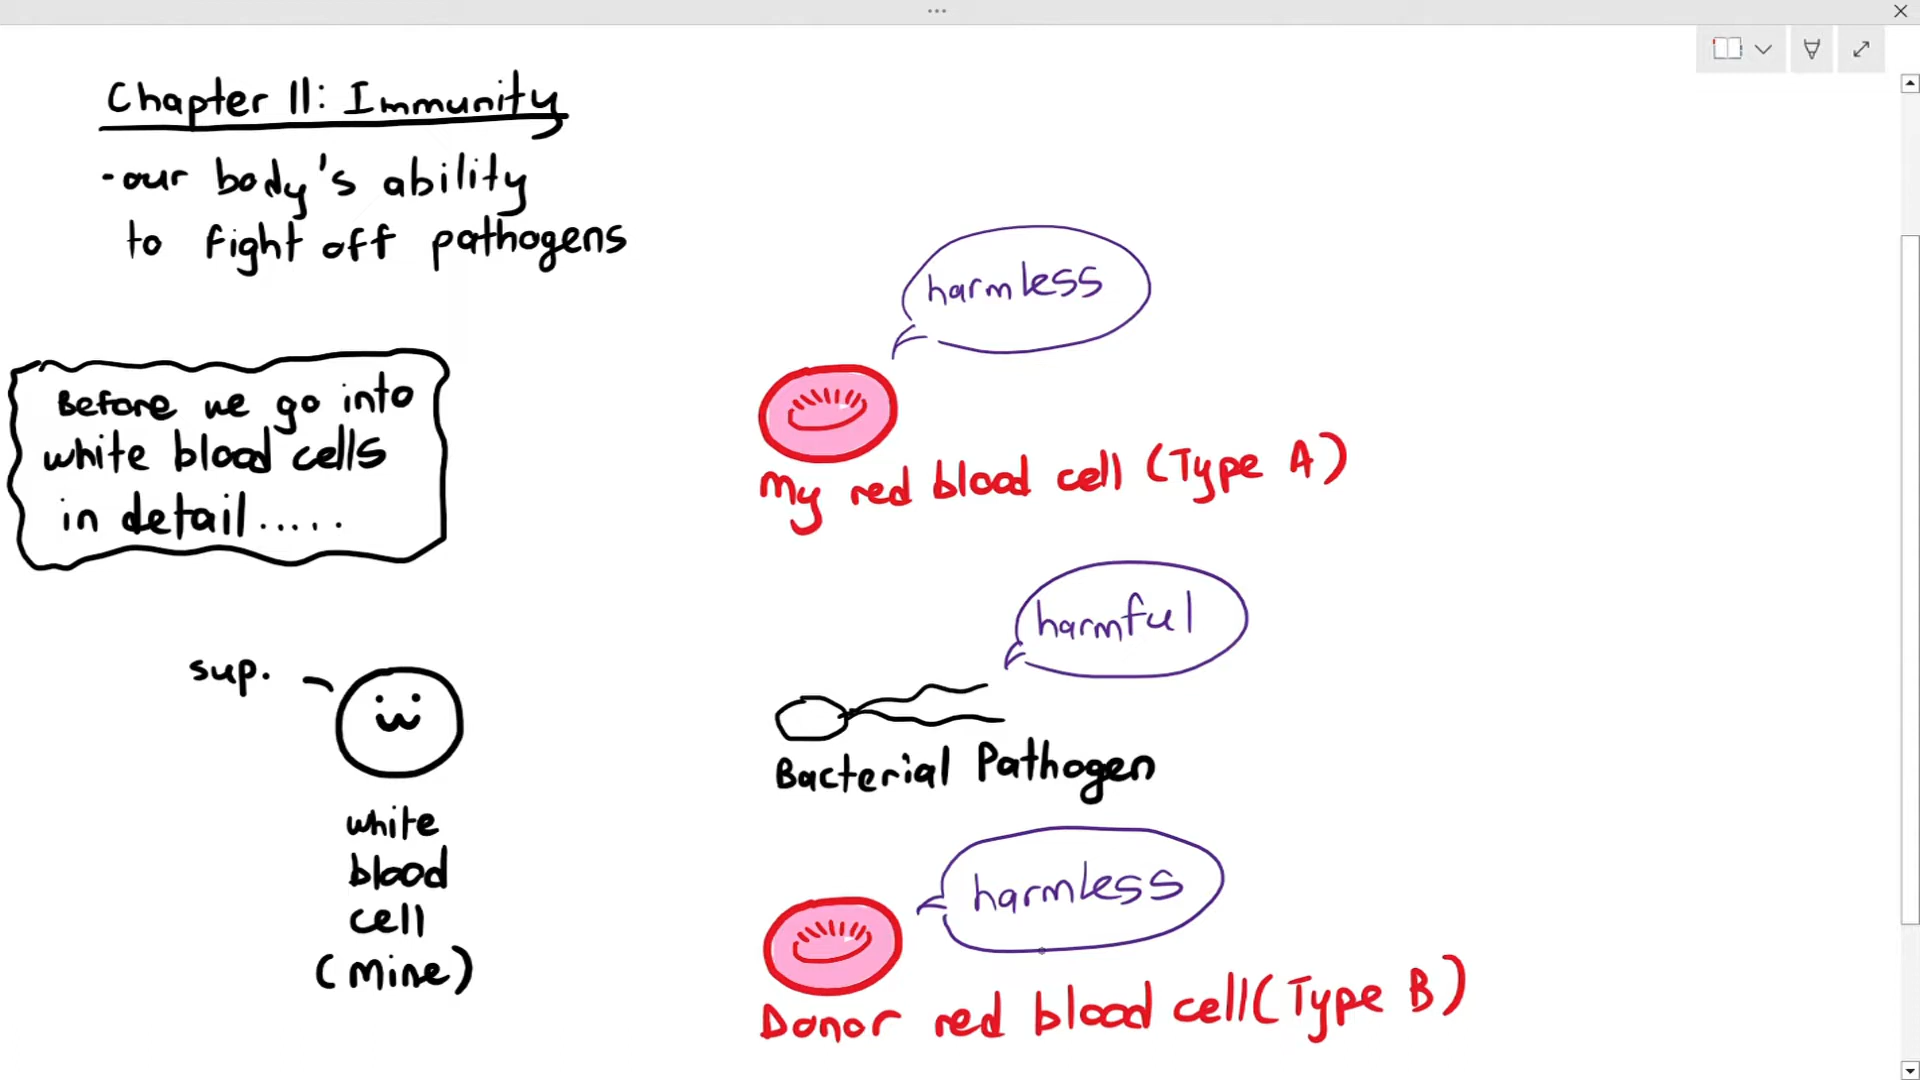 Chapter 11: Immunity
-our body's ability
to fight off pathogens
Before we go into
white blood cells
in detail.....
sup.
white
blood
cell
(mine)
harmless
My red blood cell (Type A)
harmful
Bacterial Pathogen
harmless
Donor red blood cell (Type B)